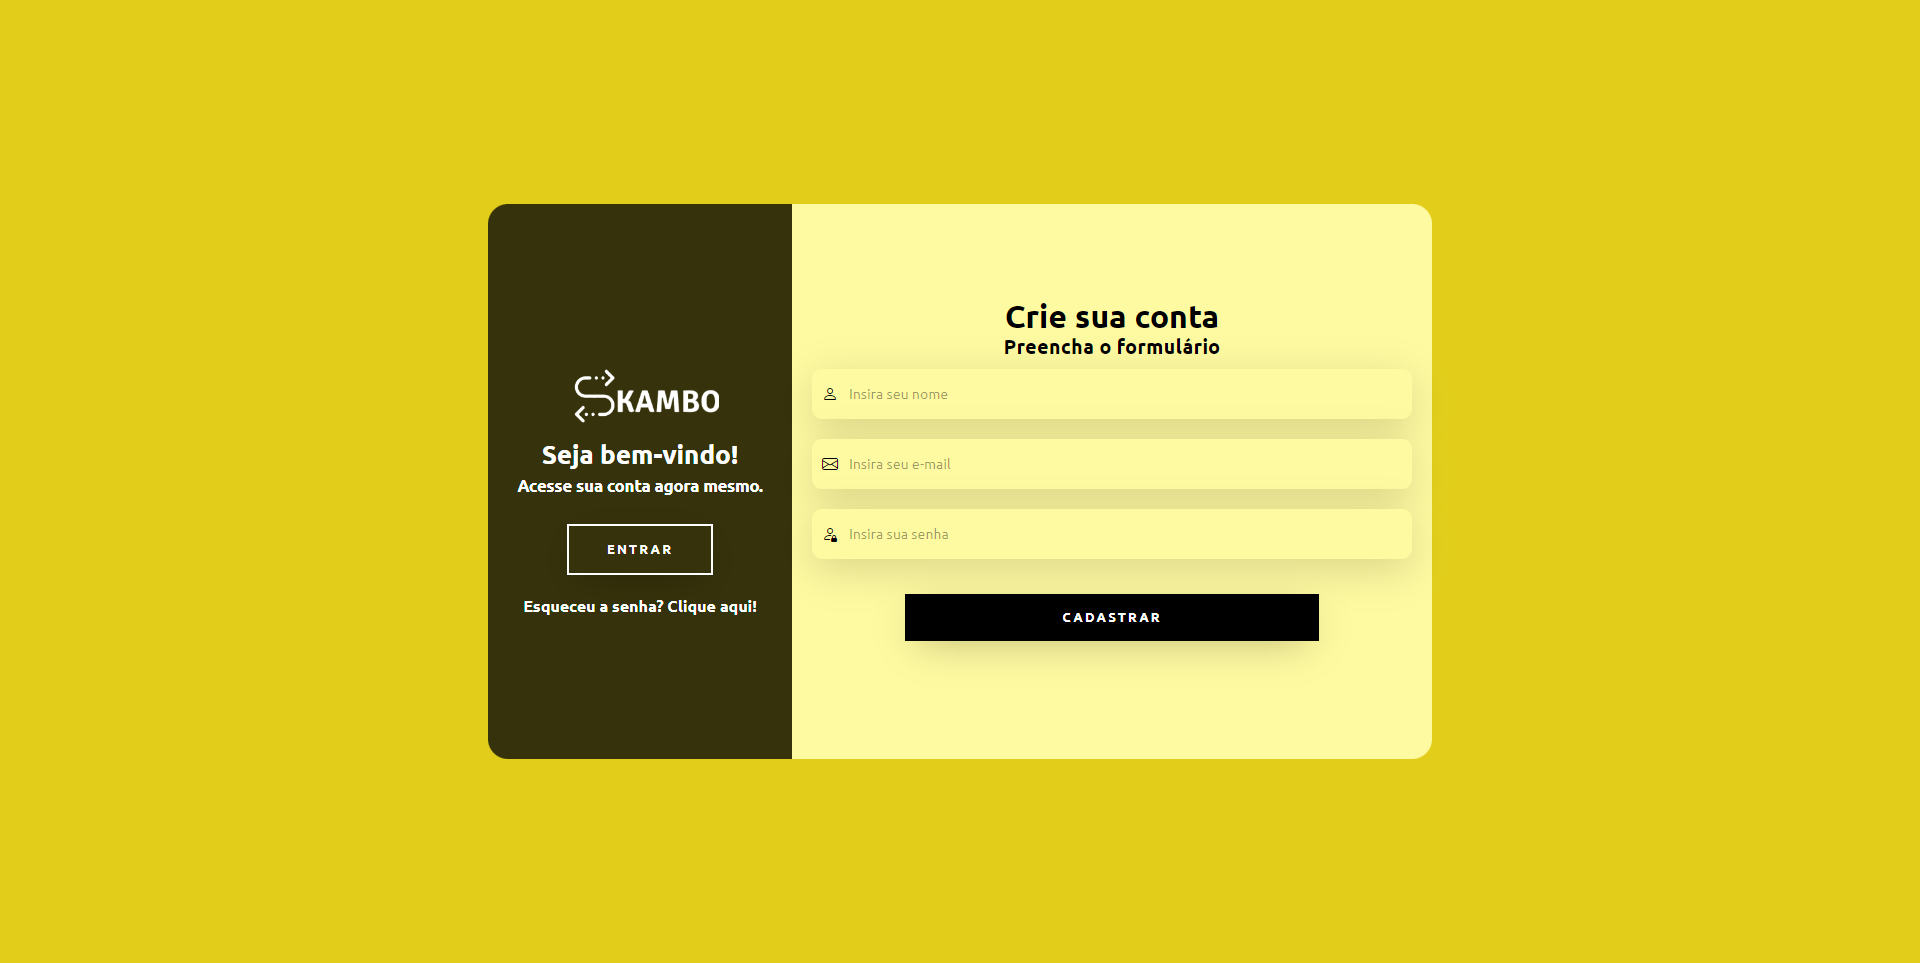 SKAMBO
Seja bem-vindo!
Acesse sua conta agora mesmo.
ENTRAR
Esqueceu a senha? Clique aqui!
Crie sua conta
Preencha o formulário
Insira seu nome
Insira seu e-mail
Insira sua senha
CADASTRAR